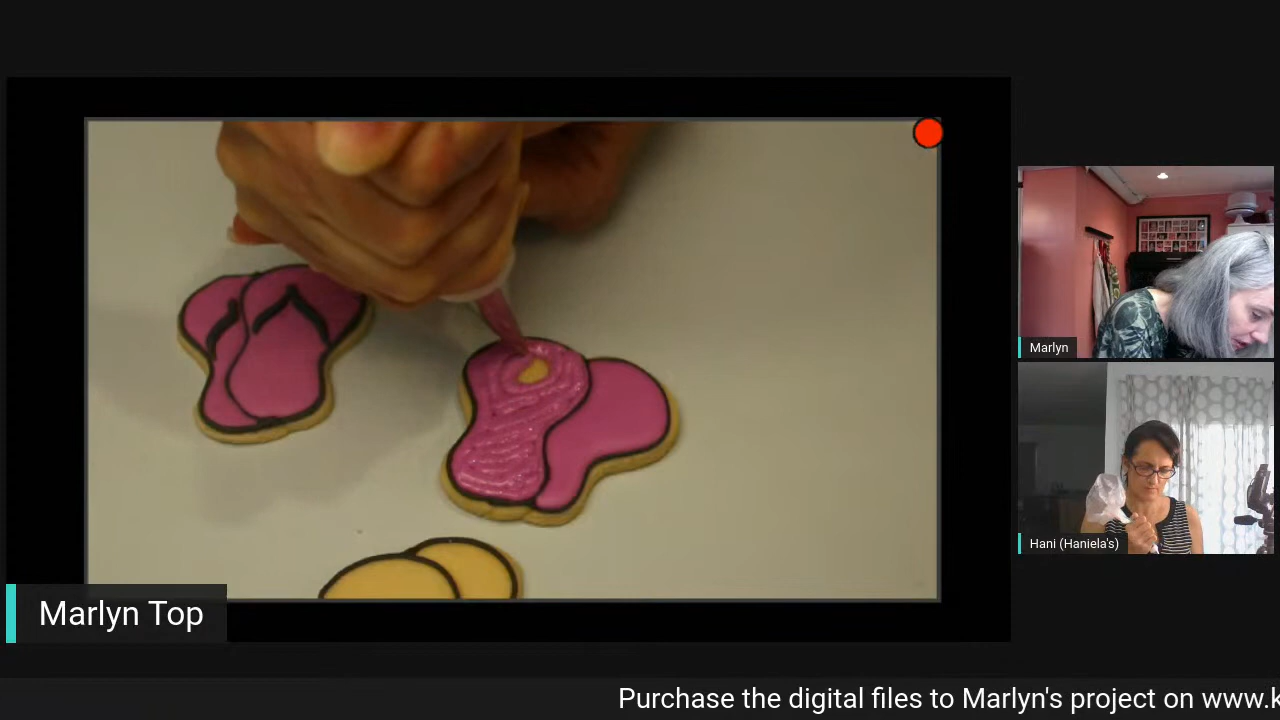 Marlyn
Hani (Haniela's)
Marlyn Top
Purchase the digital files to Marlyn's project on www.k